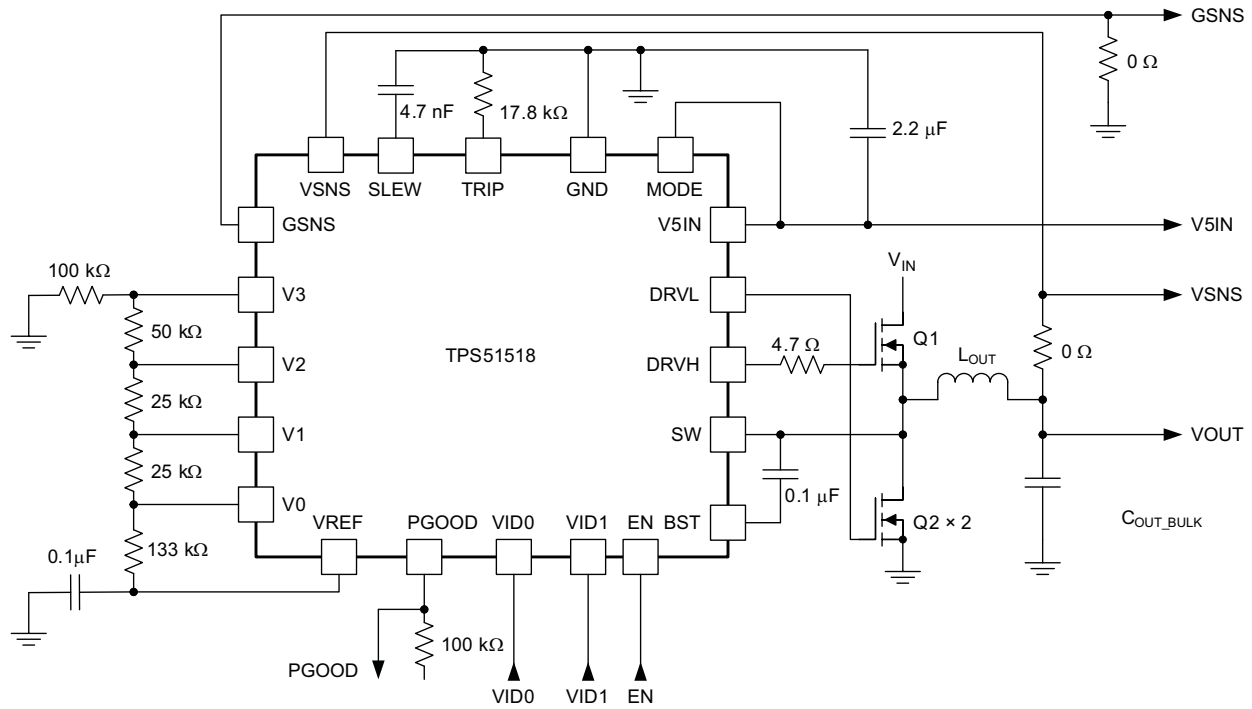 GSNS
0 Ω
4.7 nF
17.8 kΩ
2.2 μF
VSNS
SLEW
TRIP
GND
MODE
GSNS
V5IN
V5IN
100 kΩ
V3
50 kΩ
DRVL
V_IN
VSNS
TPS51518
V2
DRVH
4.7 Ω
Q1
L_OUT
0 Ω
25 kΩ
V1
SW
VOUT
25 kΩ
0.1 μF
V0
VREF
PGOOD
VID0
VID1
EN
BST
Q2 × 2
C_OUT_BULK
133 kΩ
0.1μF
100 kΩ
PGOOD
VID0
VID1
EN